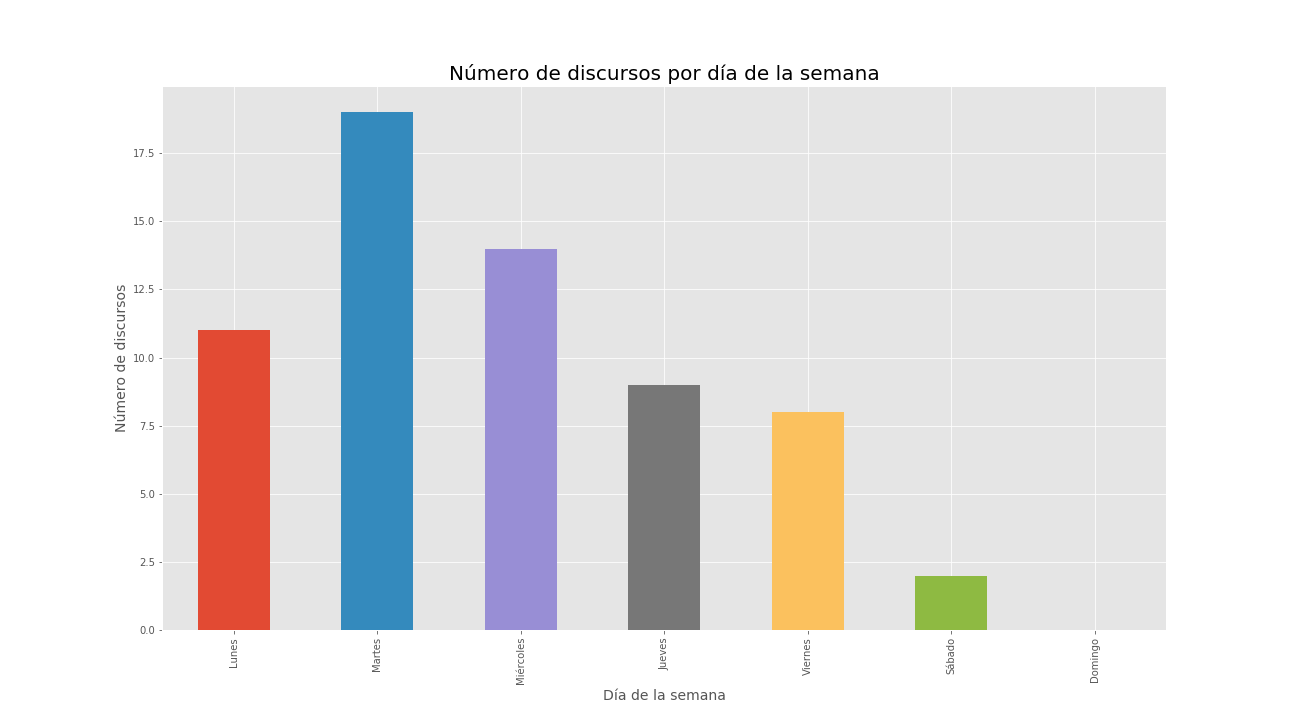 Número de discursos por día de la semana
Número de discursos
17.5
15.0
12.5
10.0
7.5
5.0
2.5
0.0
Lunes
Martes
Miércoles
Jueves
Viernes
Sábado
Domingo
Día de la semana